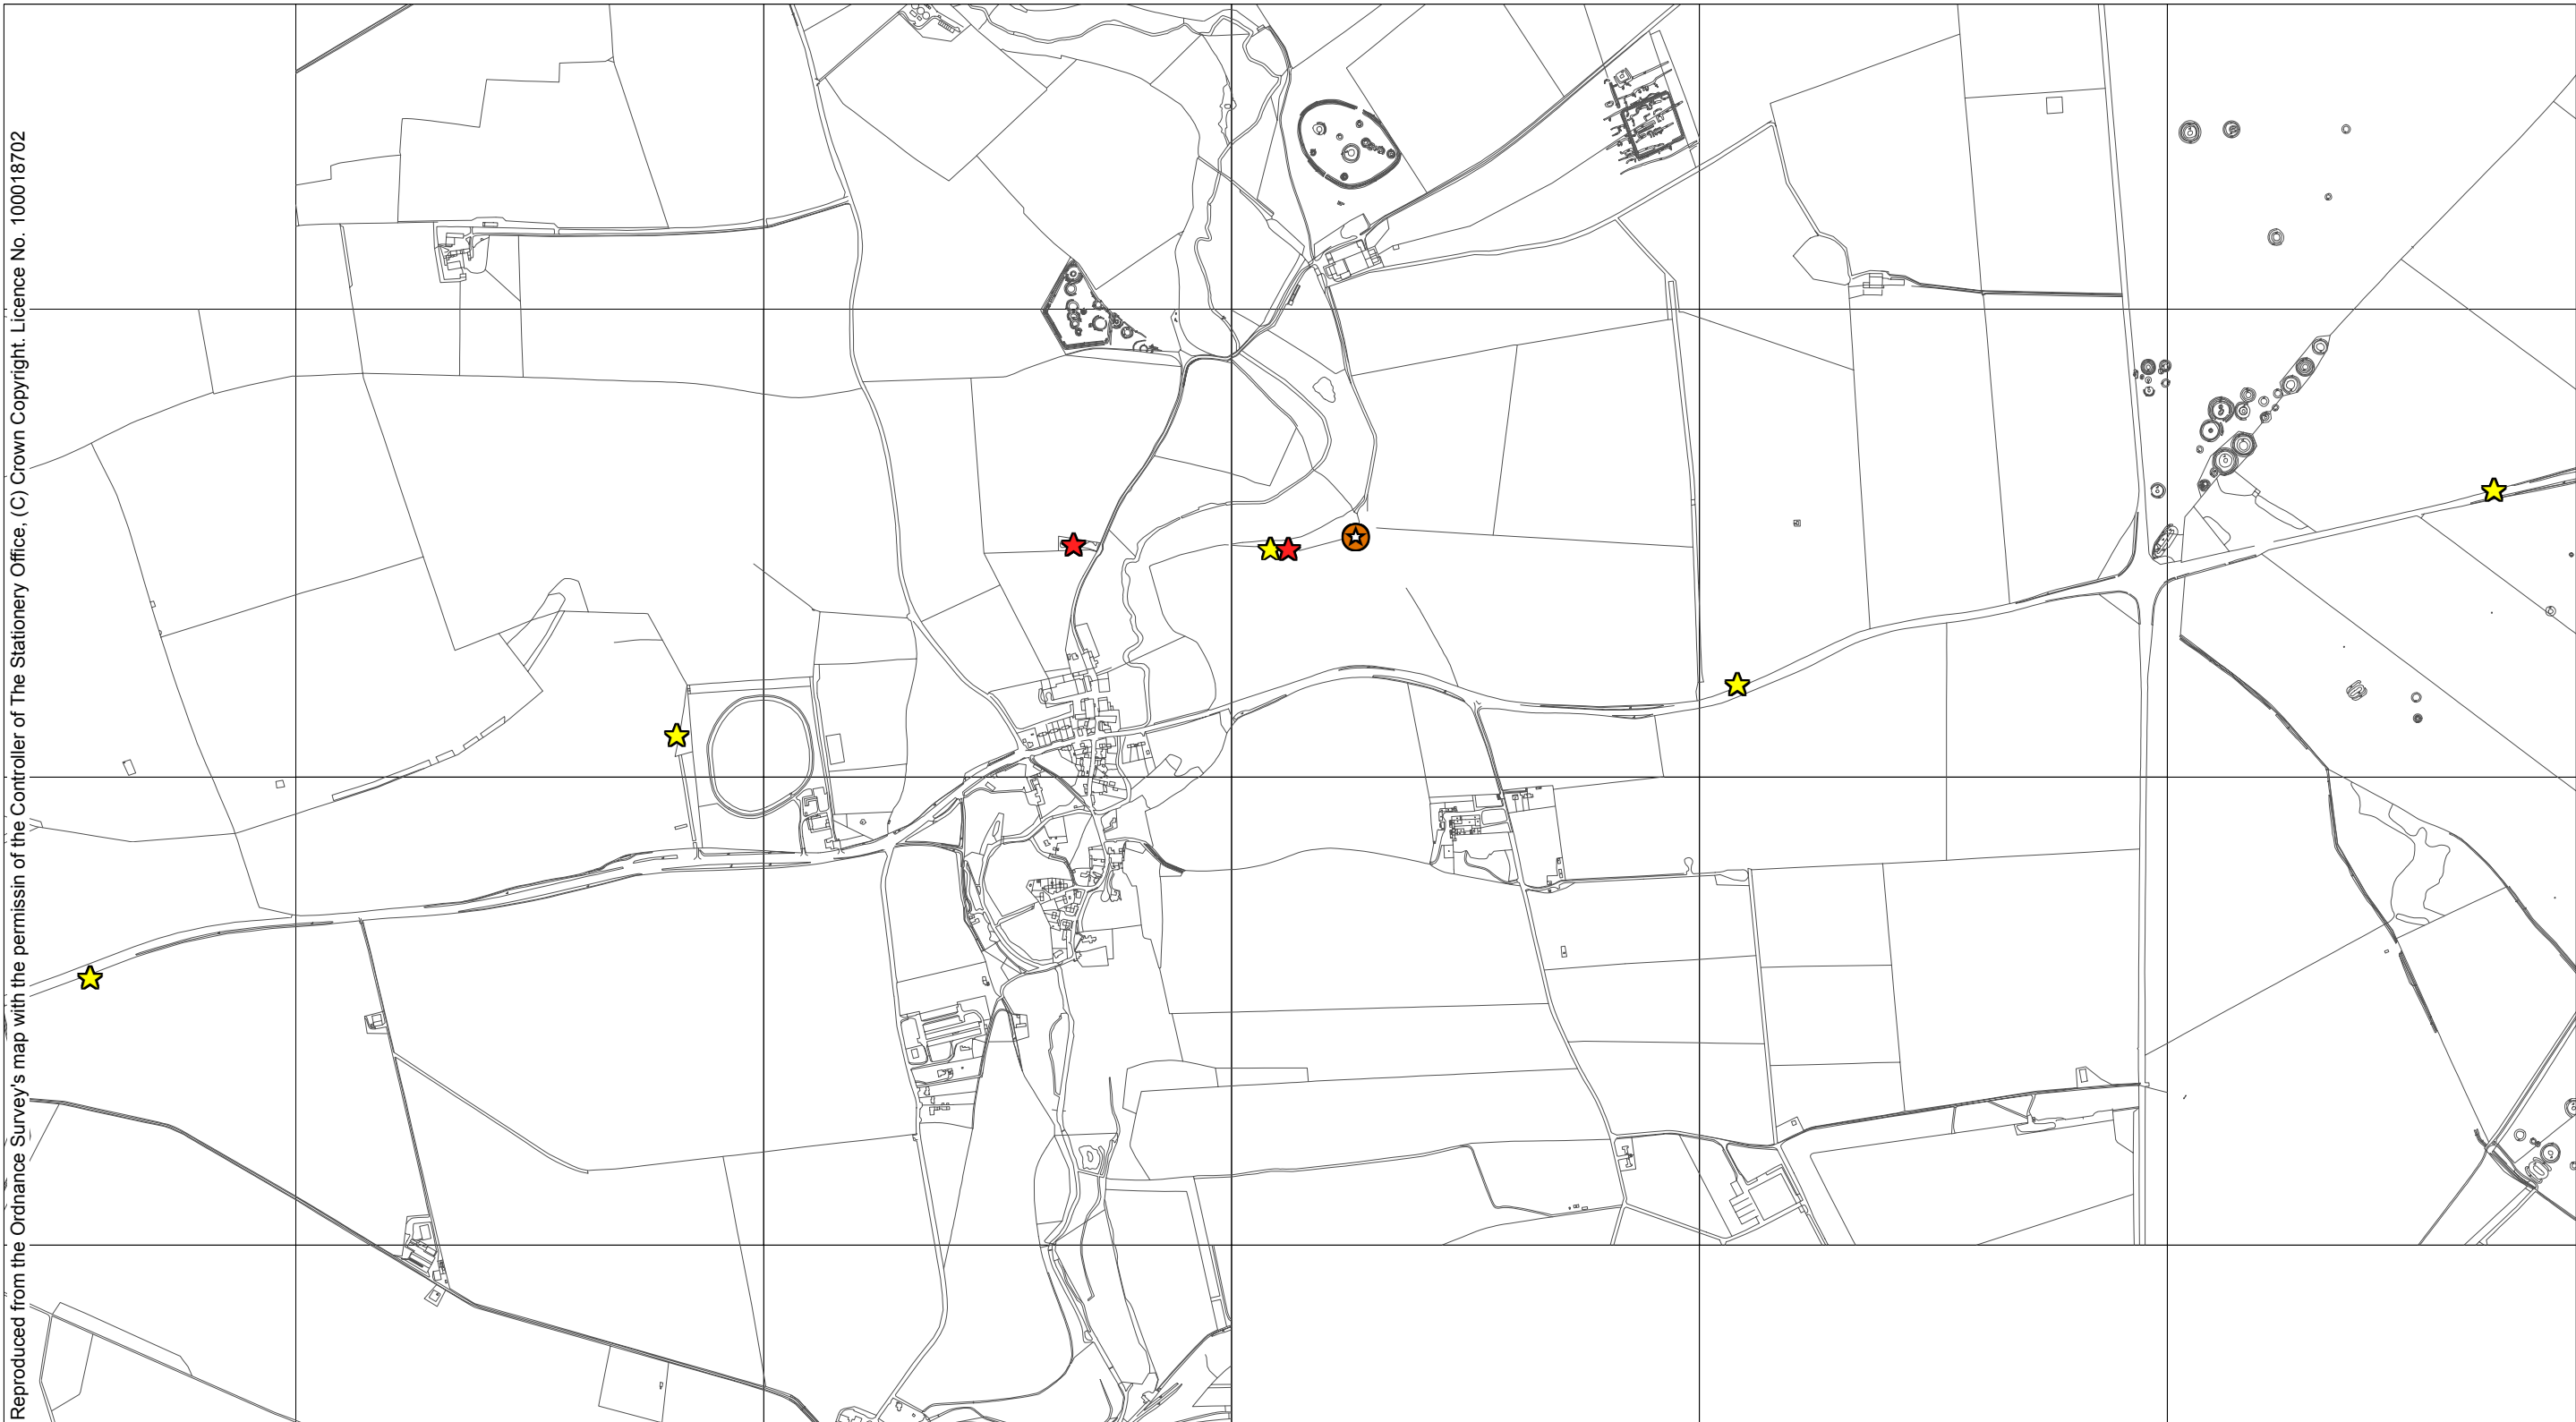 Reproduced from the Ordnance Survey's map with the permissin of the Controller of The Stationery Office, (C) Crown Copyright. Licence No. 100018702